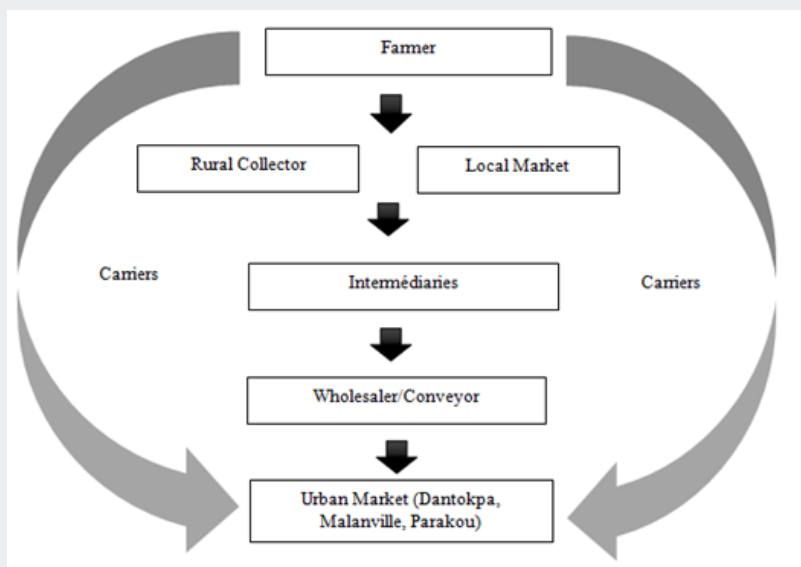 Farmer
Rural Collector
Local Market
Carriers
Intermédiaries
Carriers
Wholesaler/Conveyor
Urban Market (Dantokpa,
Malanville, Parakou)